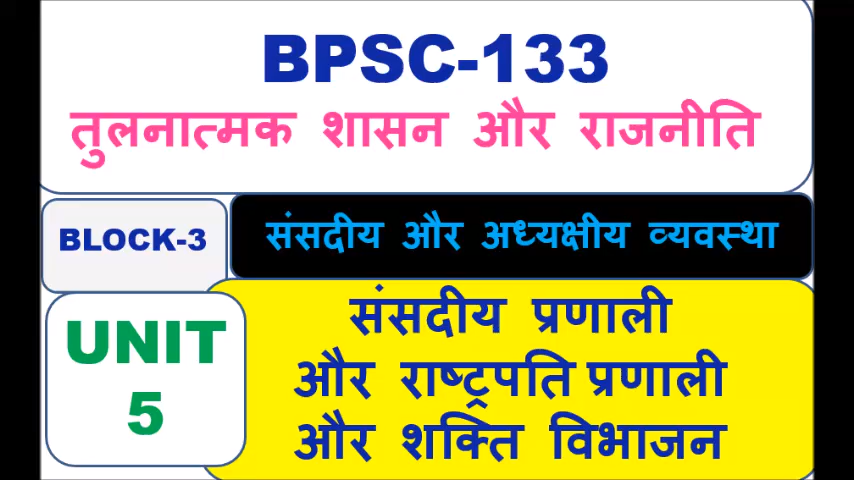 BPSC-133
तुलनात्मक शासन और राजनीति
BLOCK-3
संसदीय और अध्यक्षीय व्यवस्था
UNIT
5
संसदीय प्रणाली
और राष्ट्रपति प्रणाली
और शक्ति विभाजन